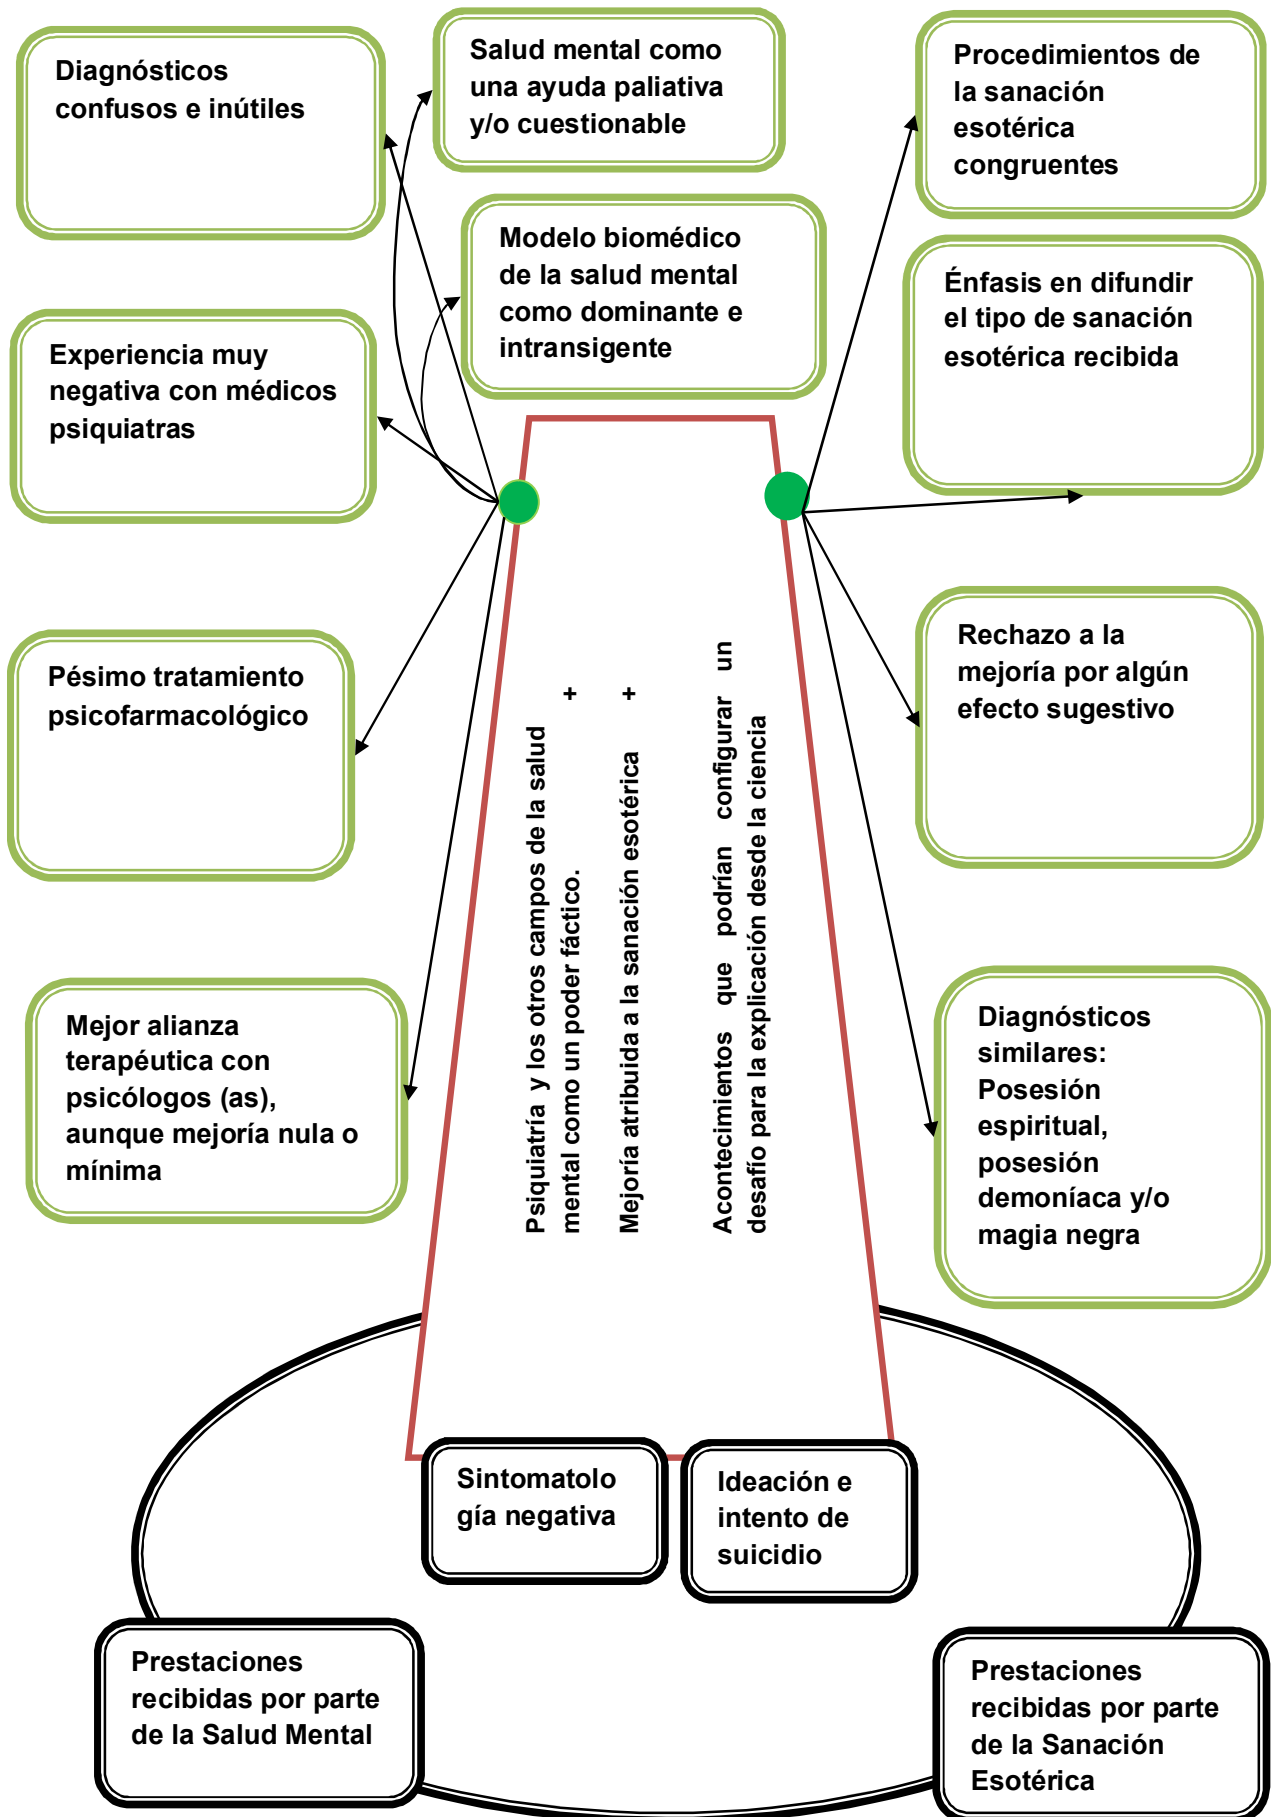 Diagnósticos
confusos e inútiles
Salud mental como
una ayuda paliativa
y/o cuestionable
Procedimientos de
la sanación
esotérica
congruentes
Modelo biomédico
de la salud mental
como dominante e
intransigente
Énfasis en difundir
el tipo de sanación
esotérica recibida
Experiencia muy
negativa con médicos
psiquiatras
Pésimo tratamiento
psicofarmacológico
Rechazo a la
mejoría por algún
efecto sugestivo
Psiquiatría y los otros campos de la salud
mental como un poder fáctico. +
Mejoría atribuida a la sanación esotérica +
Acontecimientos que podrían configurar un
desafío para la explicación desde la ciencia
Mejor alianza
terapéutica con
psicólogos (as),
aunque mejoría nula o
mínima
Diagnósticos
similares:
Posesión
espiritual,
posesión
demoníaca y/o
magia negra
Sintomatolo
gía negativa
Ideación e
intento de
suicidio
Prestaciones
recibidas por parte
de la Salud Mental
Prestaciones
recibidas por parte
de la Sanación
Esotérica